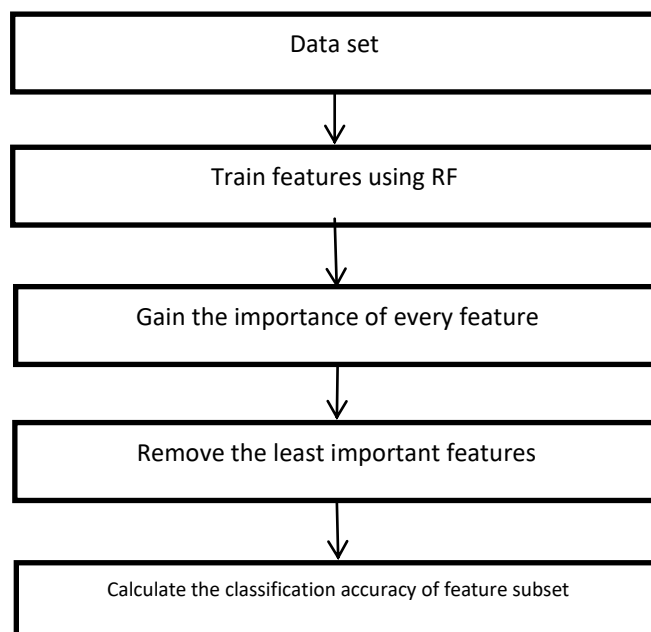 Data set
Train features using RF
Gain the importance of every feature
Remove the least important features
Calculate the classification accuracy of feature subset